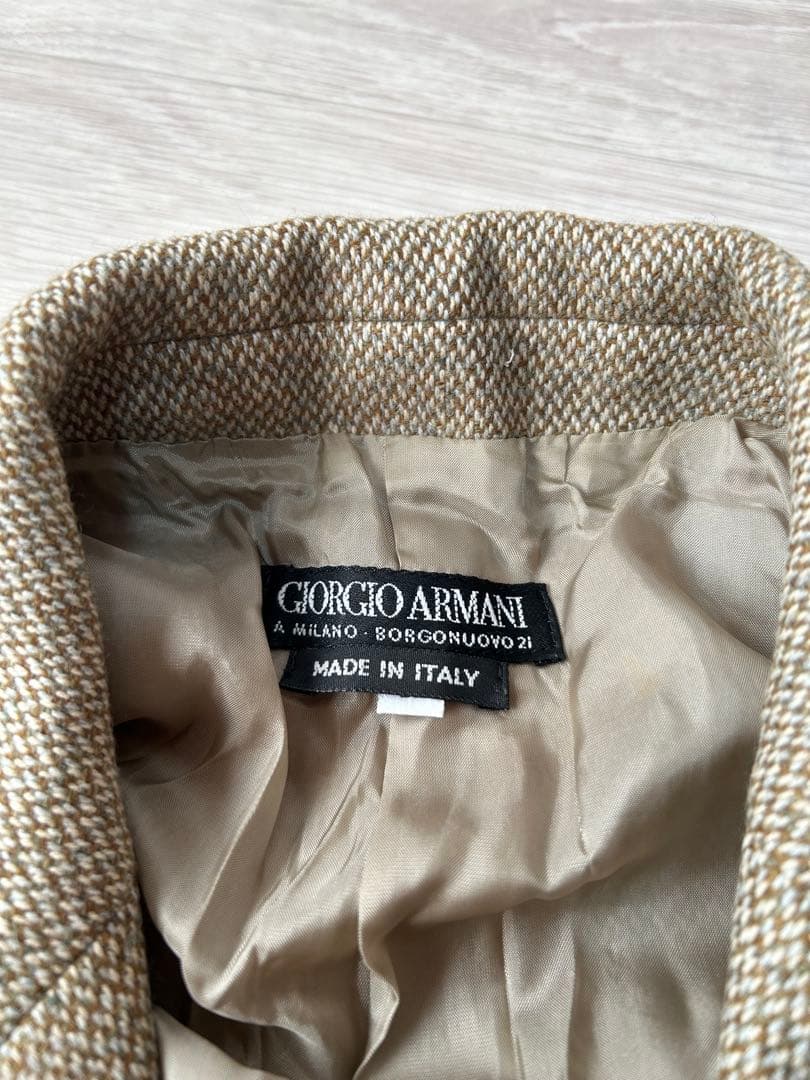 GIORGIO ARMANI
A MILANO · BORGONUOVO 21
MADE IN ITALY